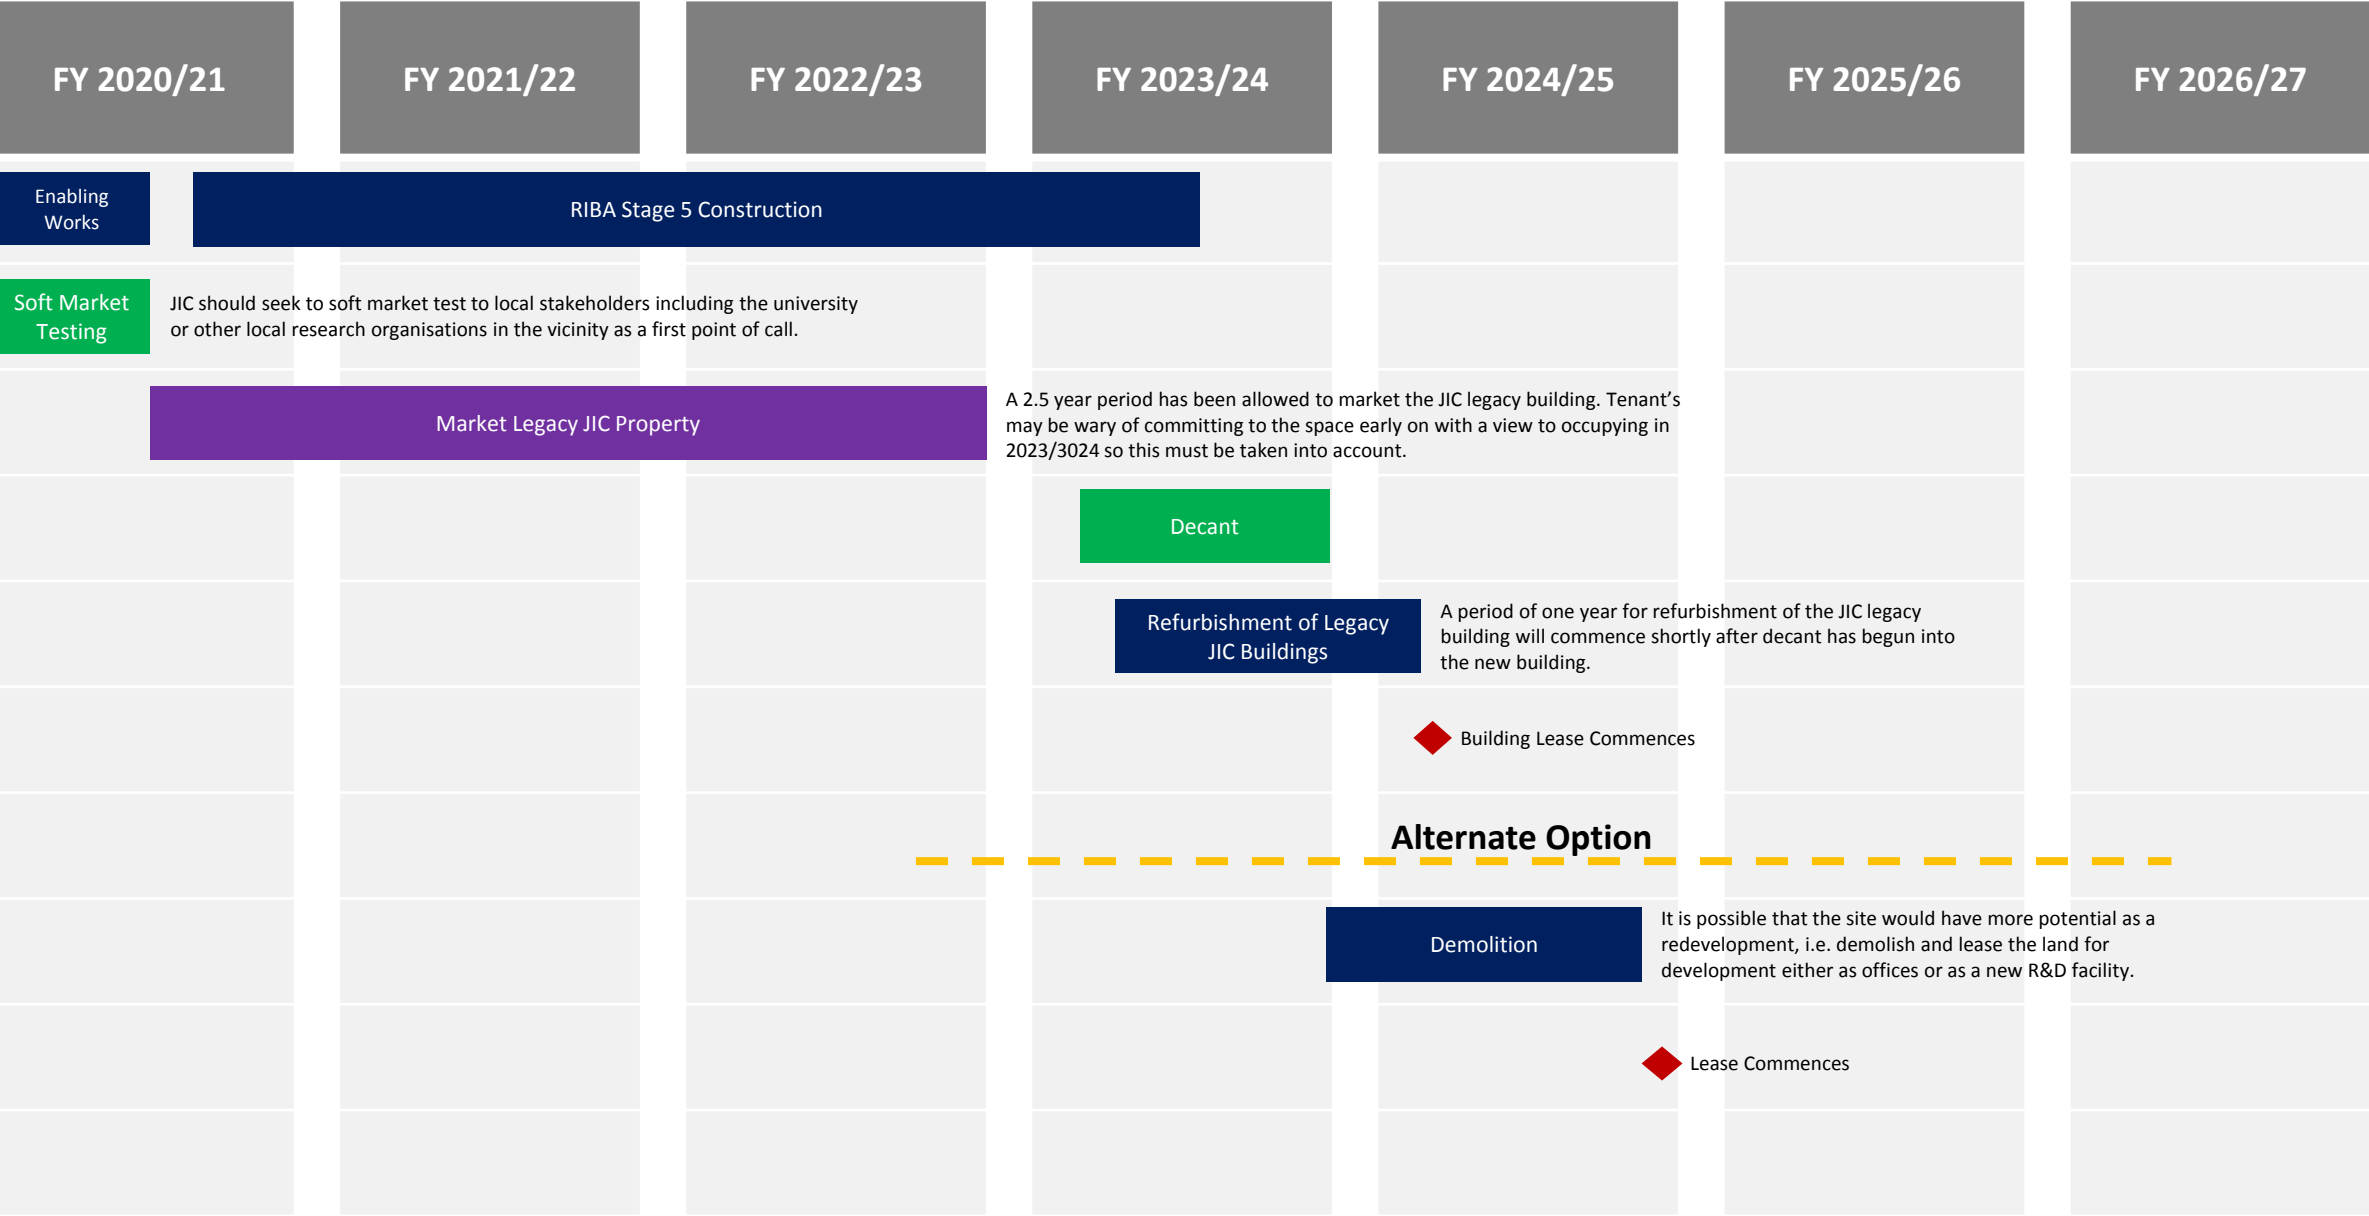 FY 2020/21
FY 2021/22
FY 2022/23
FY 2023/24
FY 2024/25
FY 2025/26
FY 2026/27
Enabling
Works
RIBA Stage 5 Construction
Soft Market
Testing
JIC should seek to soft market test to local stakeholders including the university
or other local research organisations in the vicinity as a first point of call.
Market Legacy JIC Property
A 2.5 year period has been allowed to market the JIC legacy building. Tenant’s
may be wary of committing to the space early on with a view to occupying in
2023/3024 so this must be taken into account.
Decant
Refurbishment of Legacy
JIC Buildings
A period of one year for refurbishment of the JIC legacy
building will commence shortly after decant has begun into
the new building.
Building Lease Commences
Alternate Option
Demolition
It is possible that the site would have more potential as a
redevelopment, i.e. demolish and lease the land for
development either as offices or as a new R&D facility.
Lease Commences